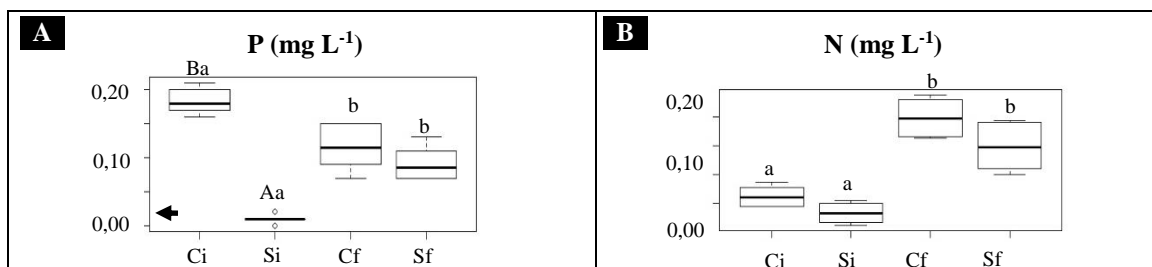 A
P (mg L-1)
Ba
0,20
b
b
0,10
Aa
0,00
Ci Si Cf Sf
B
N (mg L-1)
b
0,20
b
0,10
a
a
0,00
Ci Si Cf Sf